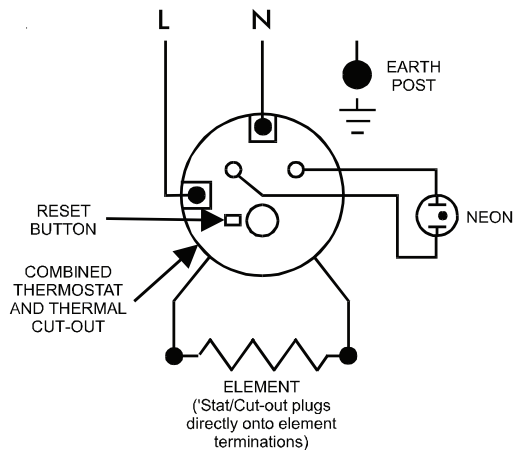 L N
EARTH
POST
RESET
BUTTON
NEON
COMBINED
THERMOSTAT
AND THERMAL
CUT-OUT
ELEMENT
('Stat/Cut-out plugs
directly onto element
terminations)